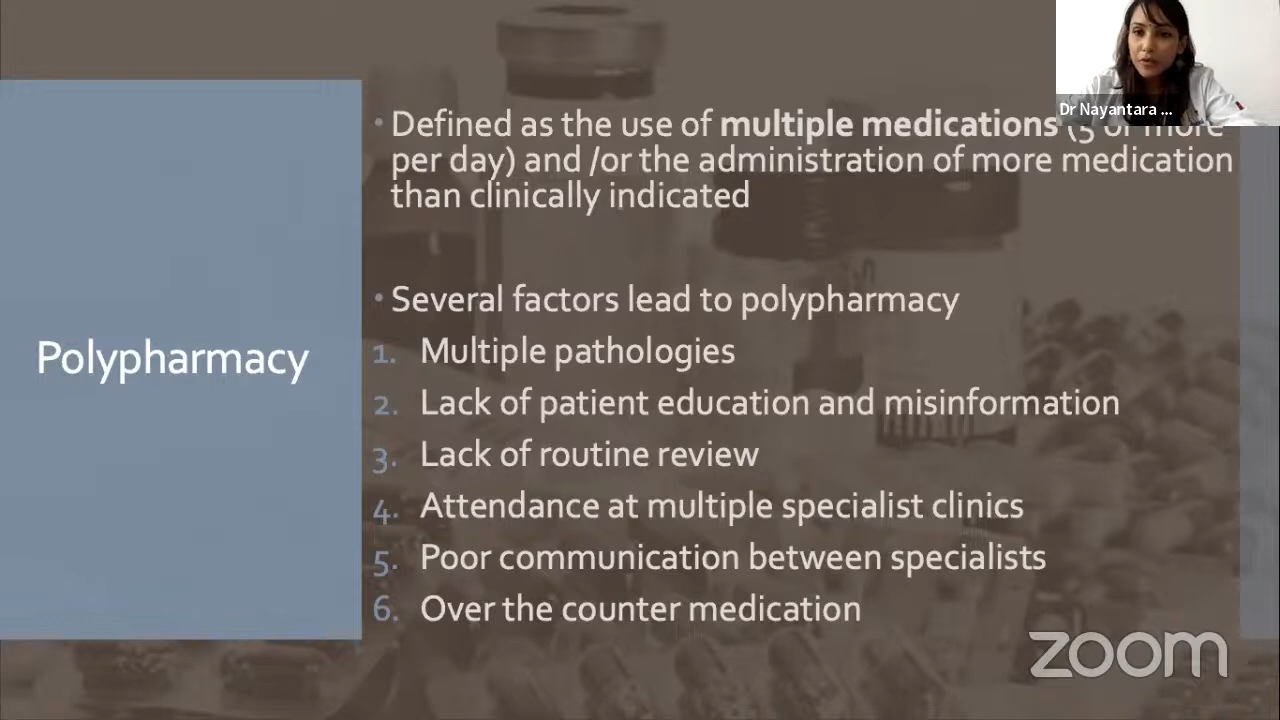 Dr Nayantara ...
• Defined as the use of multiple medications (5 or more
per day) and /or the administration of more medication
than clinically indicated
• Several factors lead to polypharmacy
Polypharmacy
1. Multiple pathologies
2. Lack of patient education and misinformation
3. Lack of routine review
4. Attendance at multiple specialist clinics
5. Poor communication between specialists
6. Over the counter medication
zoom